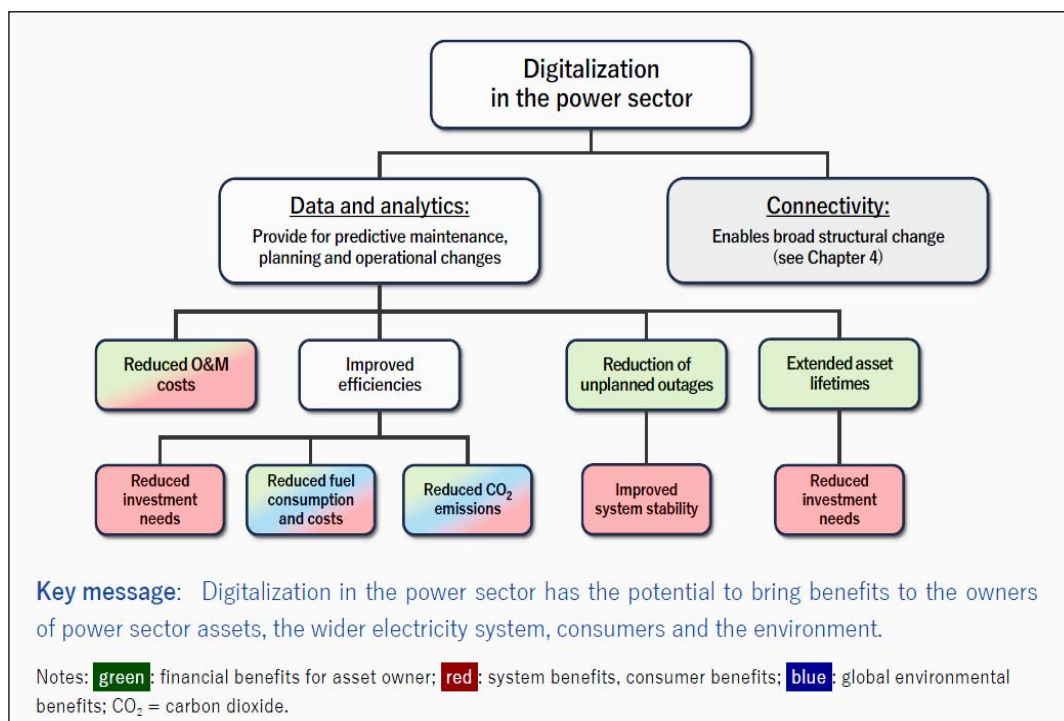 Digitalization
in the power sector
Data and analytics:
Provide for predictive maintenance,
planning and operational changes
Connectivity:
Enables broad structural change
(see Chapter 4)
Reduced O&M
costs
Improved
efficiencies
Reduction of
unplanned outages
Extended asset
lifetimes
Reduced
investment
needs
Reduced fuel
consumption
and costs
Reduced CO₂
emissions
Improved
system stability
Reduced
investment
needs
Key message: Digitalization in the power sector has the potential to bring benefits to the owners
of power sector assets, the wider electricity system, consumers and the environment.
Notes: green: financial benefits for asset owner; red: system benefits, consumer benefits; blue: global environmental
benefits; CO₂ = carbon dioxide.